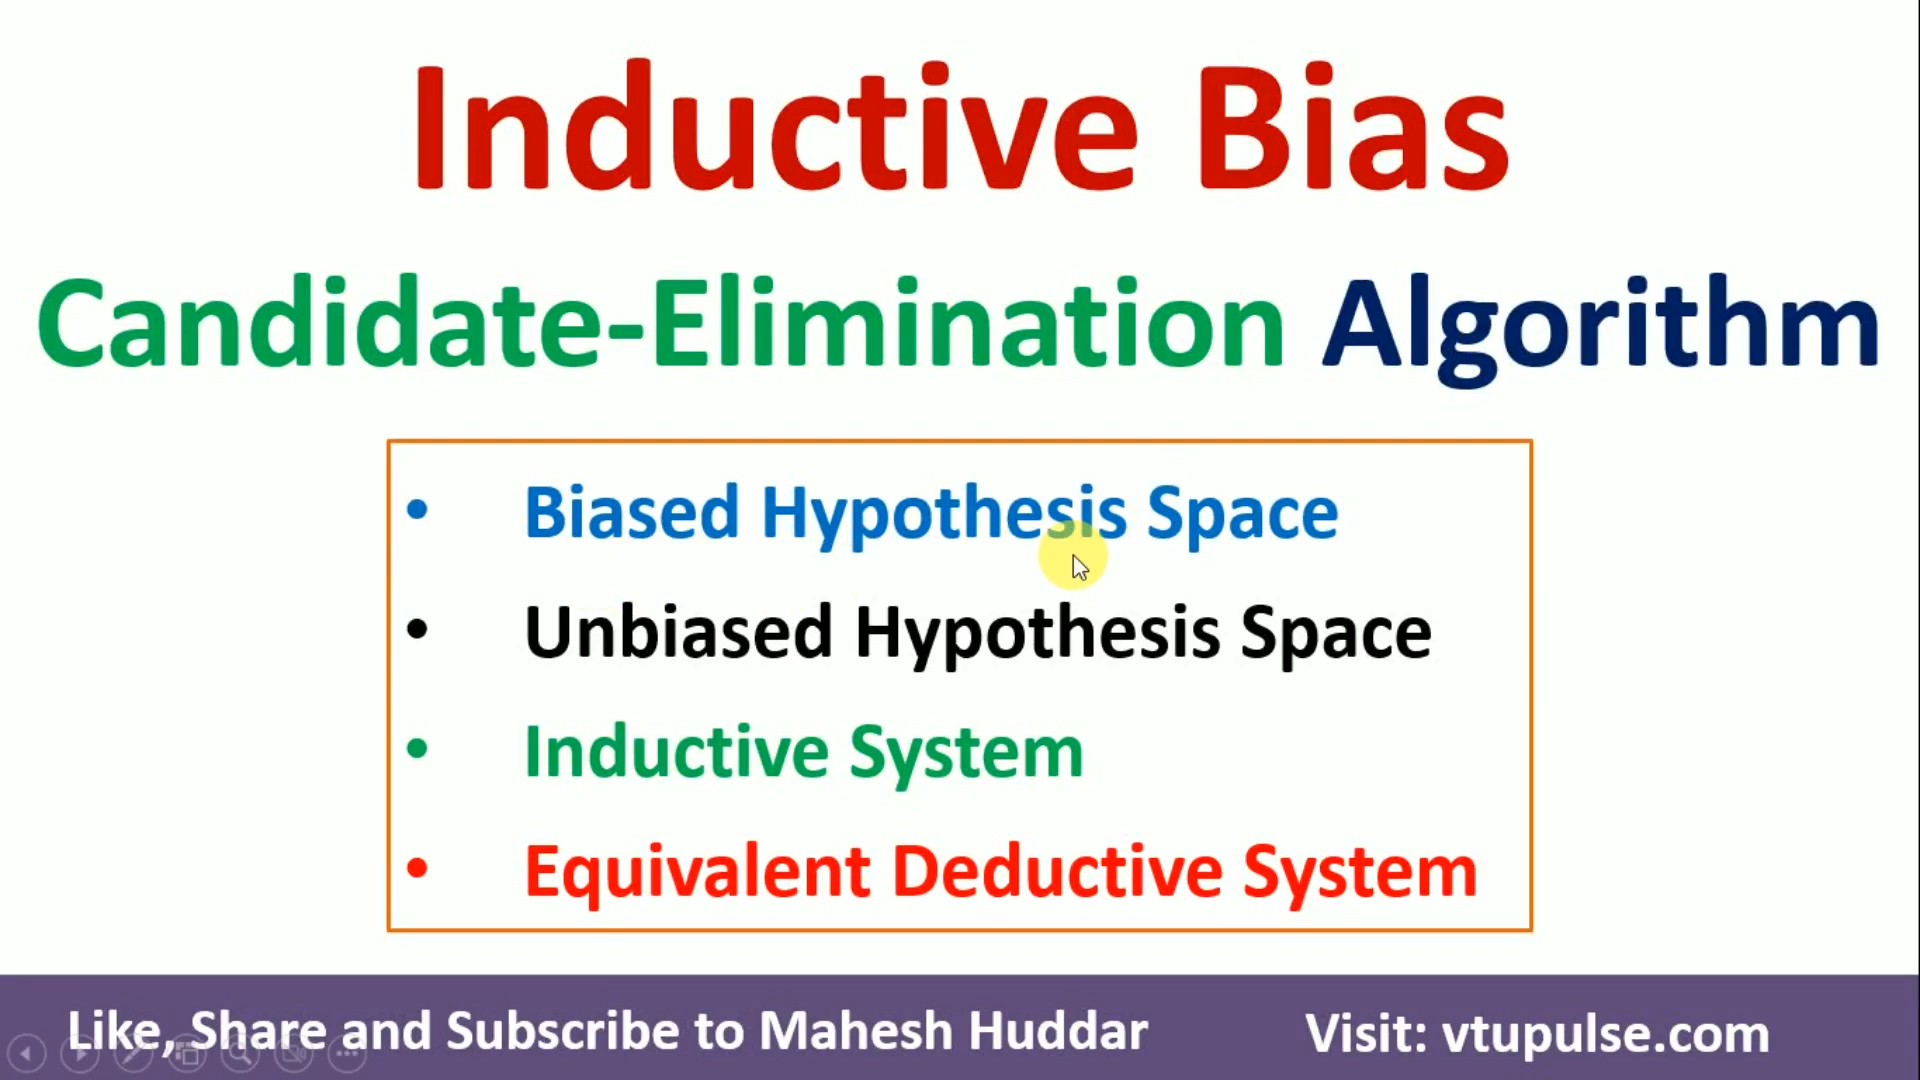 Inductive Bias
Candidate-Elimination Algorithm
• Biased Hypothesis Space
• Unbiased Hypothesis Space
• Inductive System
• Equivalent Deductive System
Like, Share and Subscribe to Mahesh Huddar Visit: vtupulse.com